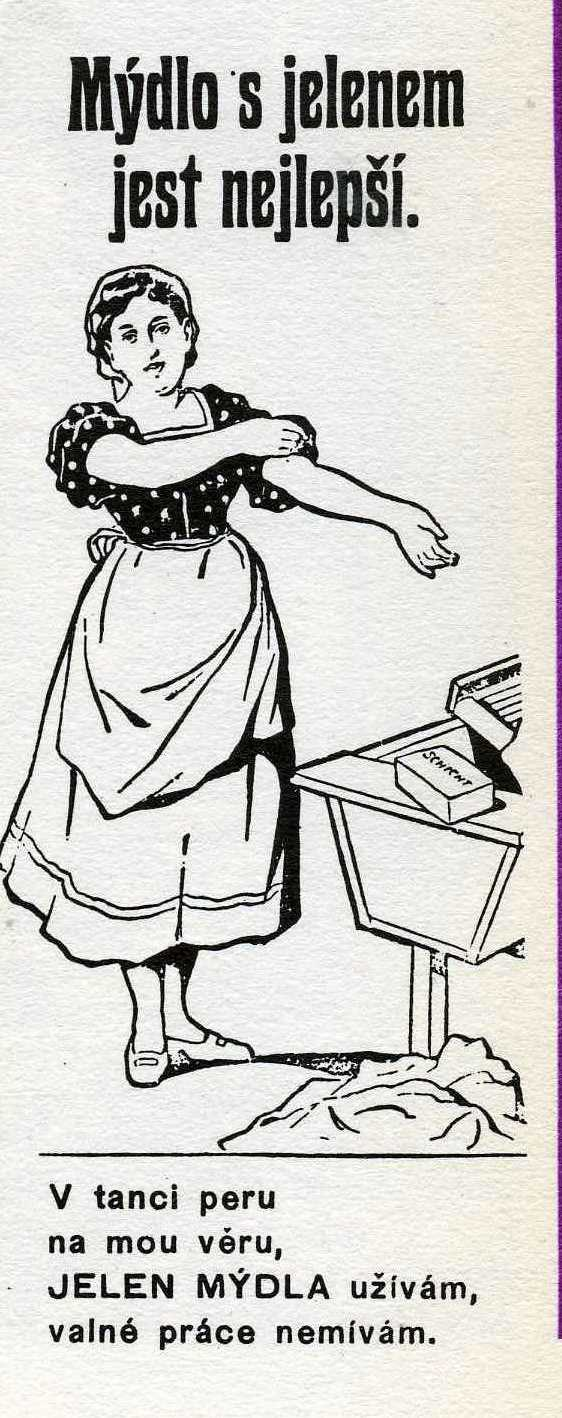 Mýdlo s jelenem
jest nejlepší.
SCHICHT
V tanci peru
na mou věru,
JELEN MÝDLA užívám,
valné práce nemívám.